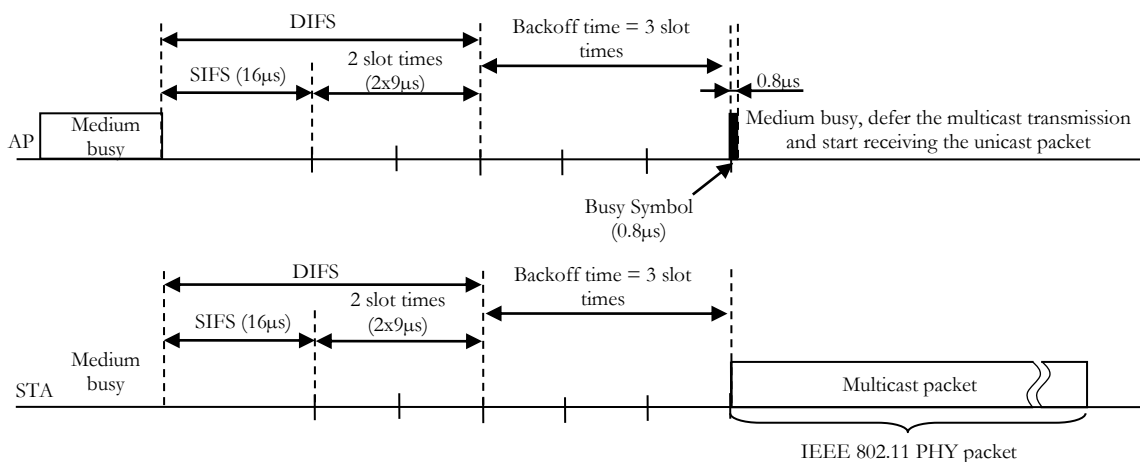 DIFS
Backoff time = 3 slot
times
SIFS (16μs)
2 slot times
(2x9μs)
0.8μs
AP
Medium
busy
Medium busy, defer the multicast transmission
and start receiving the unicast packet
Busy Symbol
(0.8μs)
DIFS
Backoff time = 3 slot
times
SIFS (16μs)
2 slot times
(2x9μs)
STA
Medium
busy
Multicast packet
IEEE 802.11 PHY packet